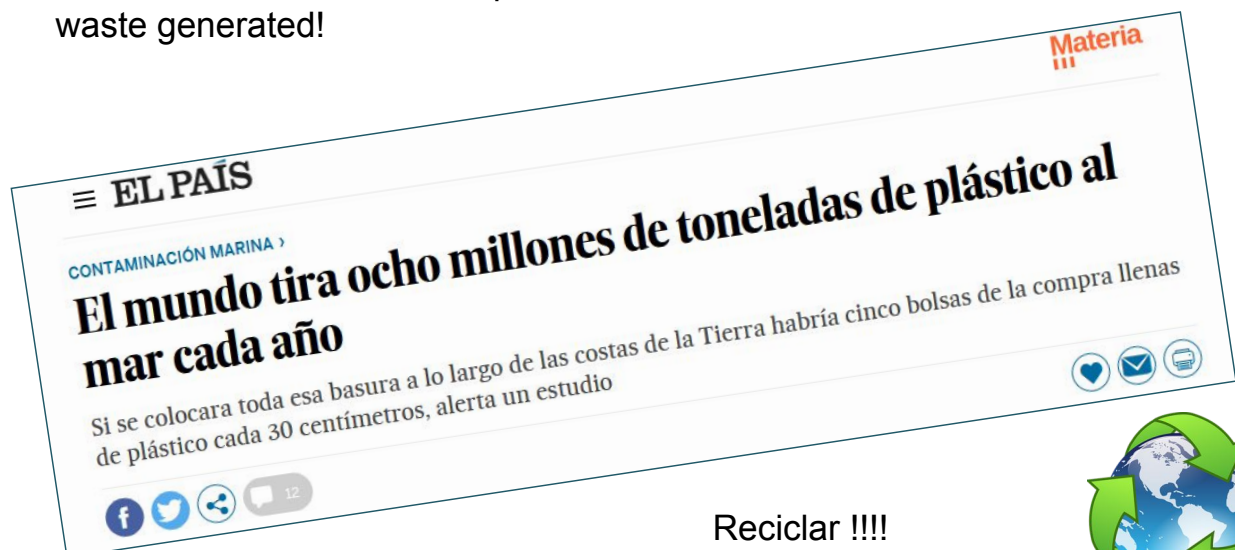 waste generated!
Materia
EL PAÍS
CONTAMINACIÓN MARINA ›
El mundo tira ocho millones de toneladas de plástico al
mar cada año
Si se colocara toda esa basura a lo largo de las costas de la Tierra habría cinco bolsas de la compra llenas
de plástico cada 30 centímetros, alerta un estudio
12
Reciclar !!!!